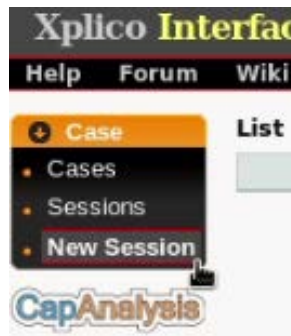 Xplico Interfac
Help Forum Wiki
Case
List
Cases
Sessions
New Session
CapAnalysis